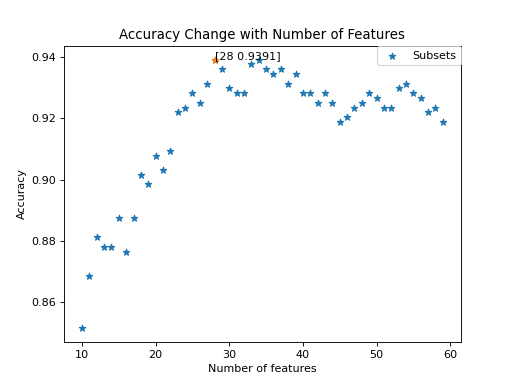 Accuracy Change with Number of Features
[28 0.9391]
Subsets
0.94
0.92
0.90
0.88
0.86
Accuracy
10 20 30 40 50 60
Number of features